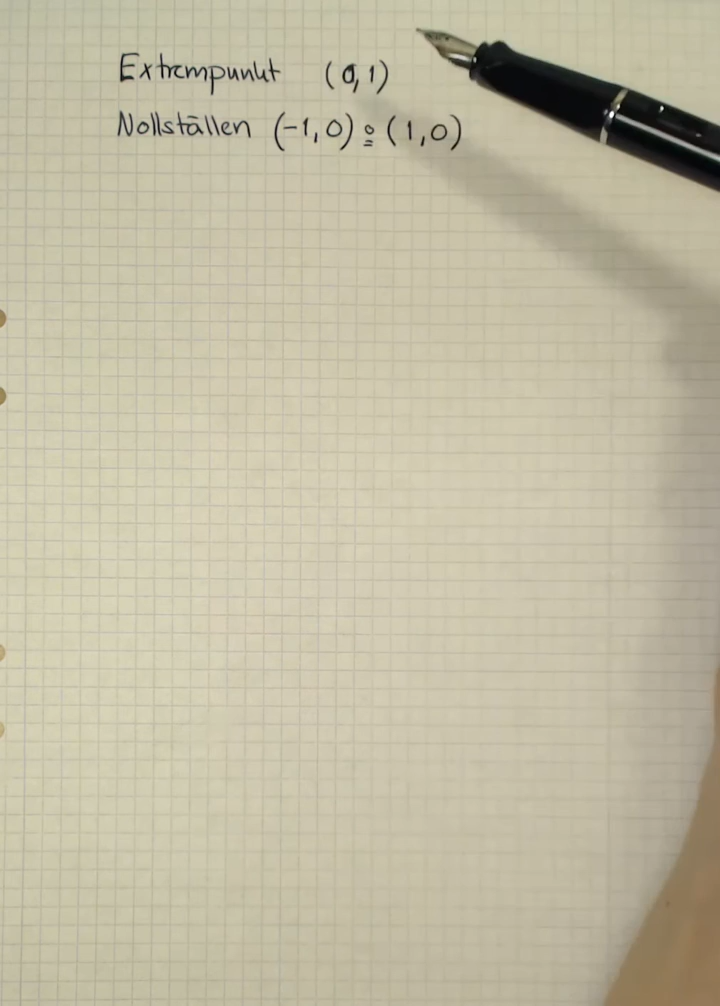 Extrempunkt (0,1)
Nollställen (-1,0) o (1,0)